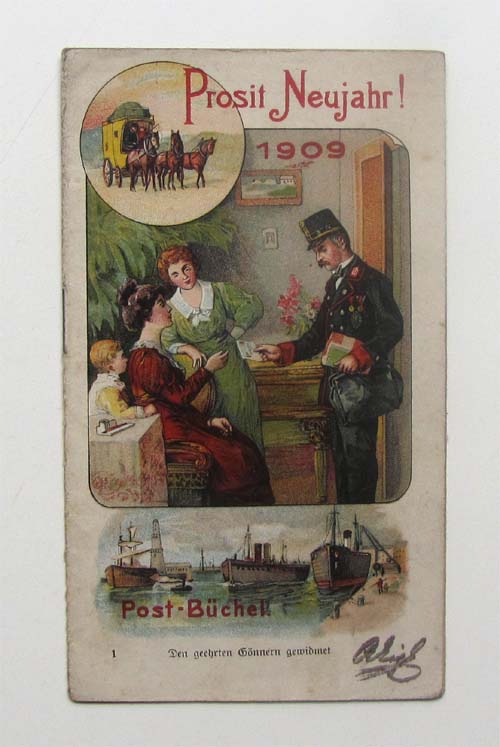 Prosit Neujahr!
1909
Post-Büchel.
1 Den geehrten Gönnern gewidmet